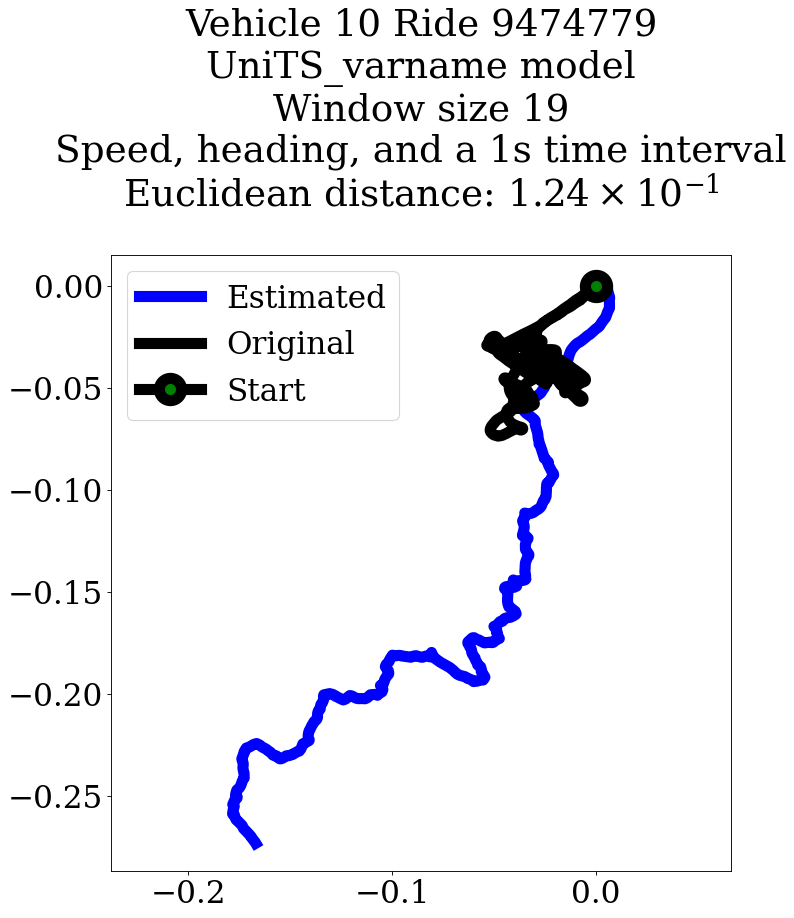 Vehicle 10 Ride 9474779
UniTS_varname model
Window size 19
Speed, heading, and a 1s time interval
Euclidean distance: 1.24 × 10⁻¹
Estimated
Original
Start
0.00
−0.05
−0.10
−0.15
−0.20
−0.25
−0.2
−0.1
0.0